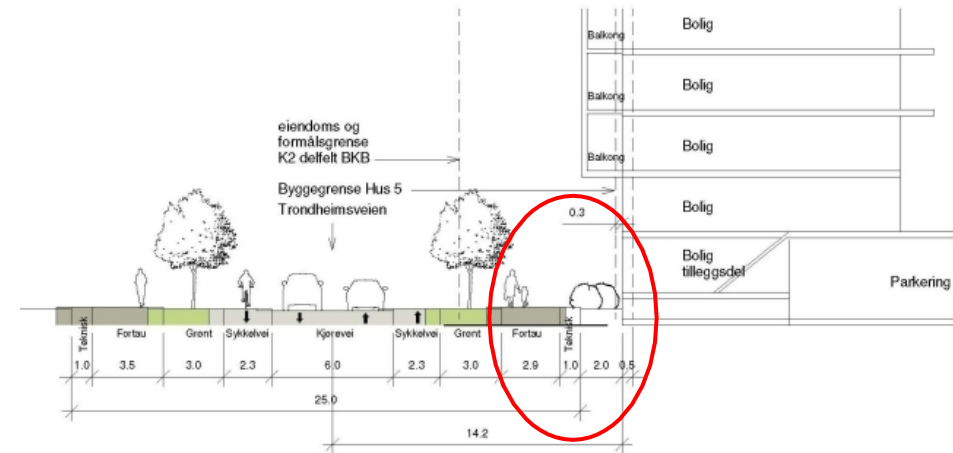 Bolig
Balkong
Bolig
Balkong
eiendoms og
formålsgrense
K2 delfelt BKB
Bolig
Balkong
Byggegrense Hus 5
Trondheimsveien
Bolig
0.3
Bolig
tilleggsdel
Parkering
Teknisk
Fortau
Grønt
Sykkelvei
Kjørevei
Sykkelvei
Grønt
Fortau
Teknisk
1.0
3.5
3.0
2.3
6.0
2.3
3.0
2.9
1.0
2.0
0.5
25.0
14.2